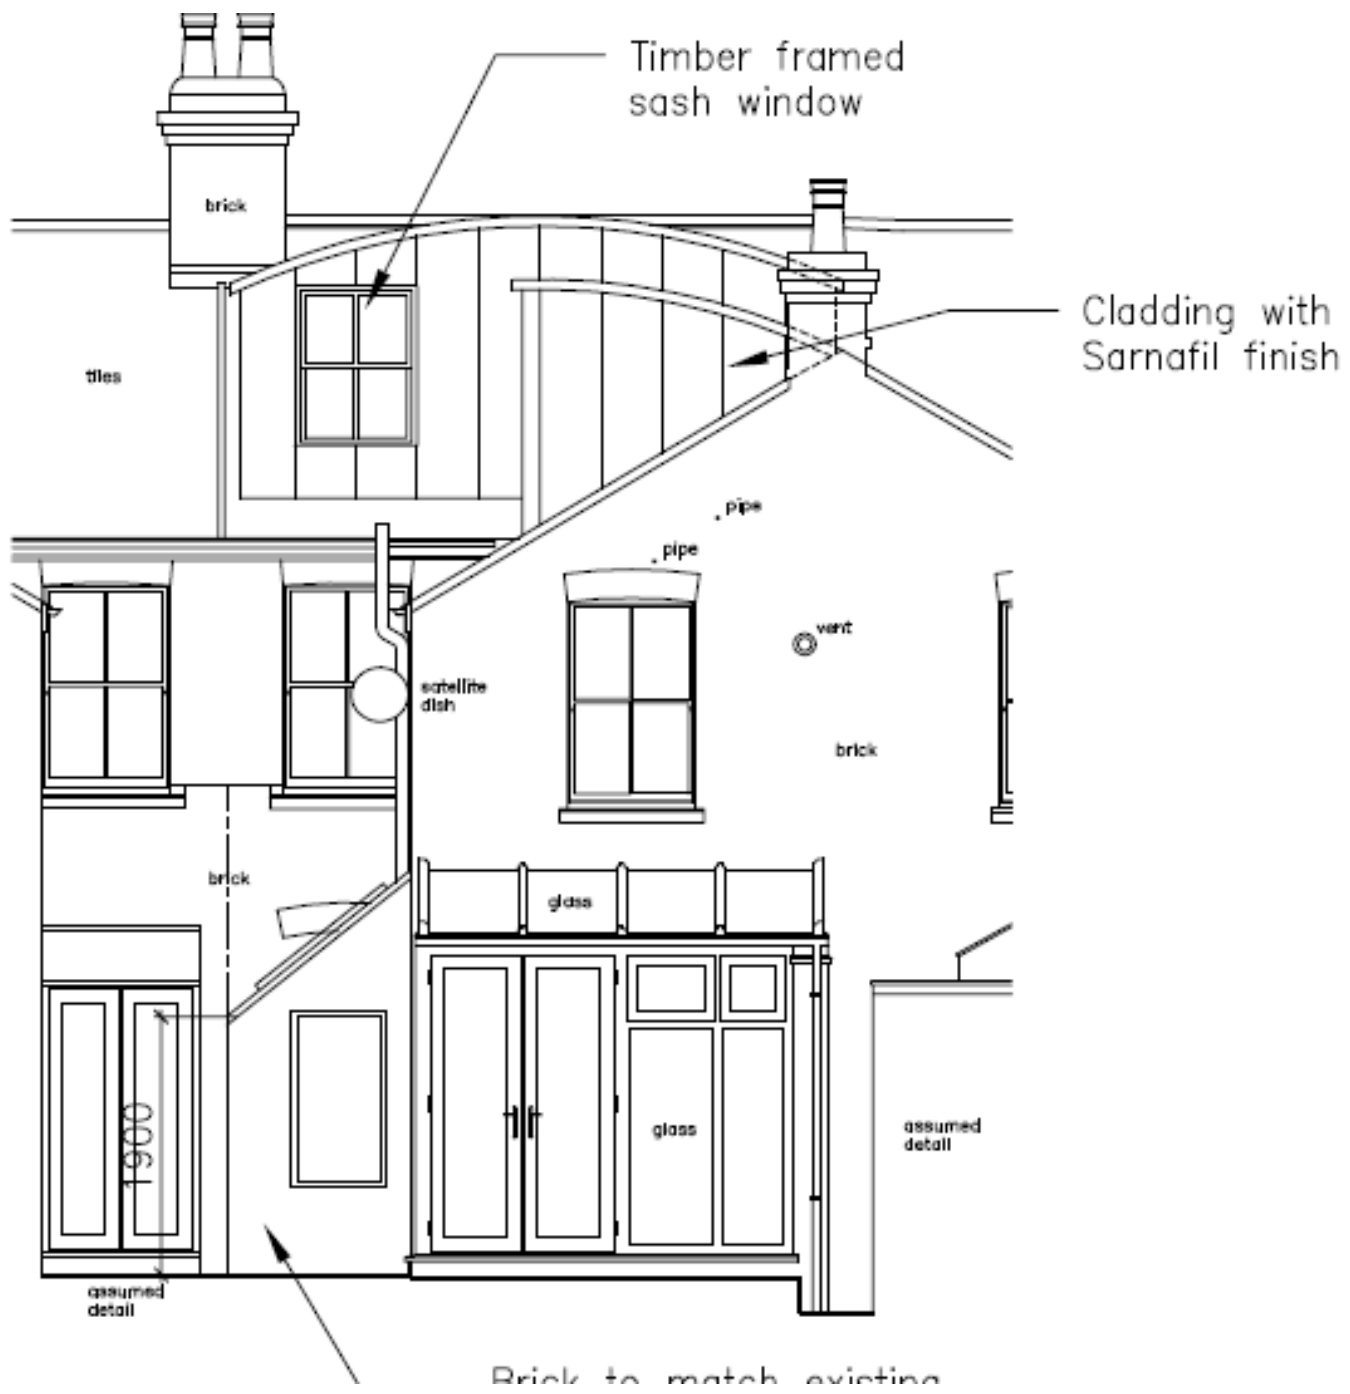 Timber framed
sash window
brick
Cladding with
Sarnafil finish
tiles
pipe
pipe
vent
satellite
dish
brick
brick
glass
1900
glass
assumed
detail
assumed
detail
Brick to match existing